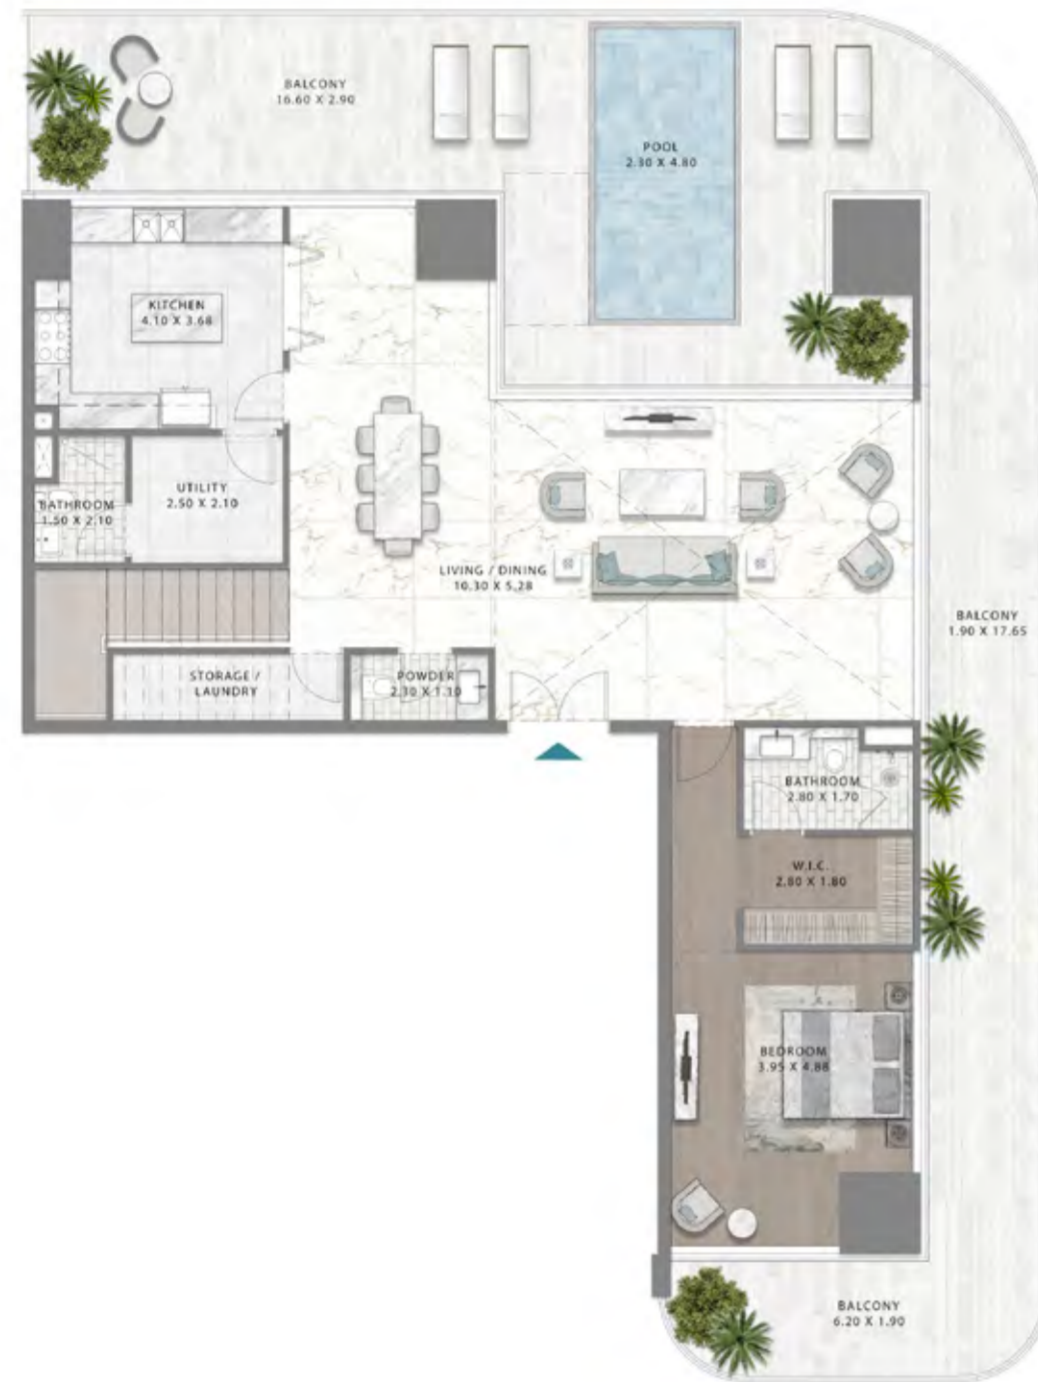 BALCONY
16.60 X 2.90
POOL
2.30 X 4.80
KITCHEN
4.10 X 3.68
UTILITY
2.50 X 2.10
BATHROOM
1.50 X 2.10
LIVING / DINING
10.30 X 5.28
BALCONY
1.90 X 17.65
STORAGE /
LAUNDRY
POWDER
2.30 X 1.10
BATHROOM
2.80 X 1.70
W.I.C.
2.80 X 1.80
BEDROOM
3.95 X 4.88
BALCONY
6.20 X 1.90